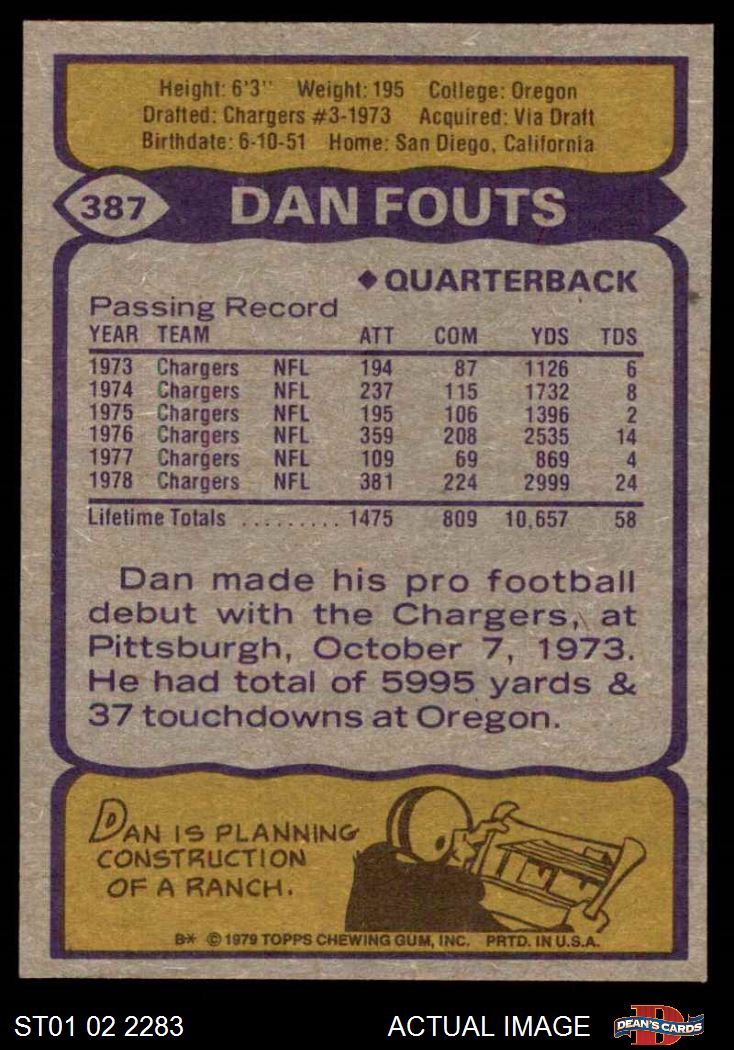 Height: 6'3" Weight: 195 College: Oregon
Drafted: Chargers #3-1973 Acquired: Via Draft
Birthdate: 6-10-51 Home: San Diego, California
387 DAN FOUTS
◆ QUARTERBACK
Passing Record
YEAR TEAM ATT COM YDS TDS
1973 Chargers NFL 194 87 1126 6
1974 Chargers NFL 237 115 1732 8
1975 Chargers NFL 195 106 1396 2
1976 Chargers NFL 359 208 2535 14
1977 Chargers NFL 109 69 869 4
1978 Chargers NFL 381 224 2999 24
Lifetime Totals ......... 1475 809 10,657 58
Dan made his pro football
debut with the Chargers, at
Pittsburgh, October 7, 1973.
He had total of 5995 yards &
37 touchdowns at Oregon.
DAN IS PLANNING
CONSTRUCTION
OF A RANCH.
B* © 1979 TOPPS CHEWING GUM, INC. PRTD. IN U.S.A.
ST01 02 2283 ACTUAL IMAGE DEAN'S CARDS